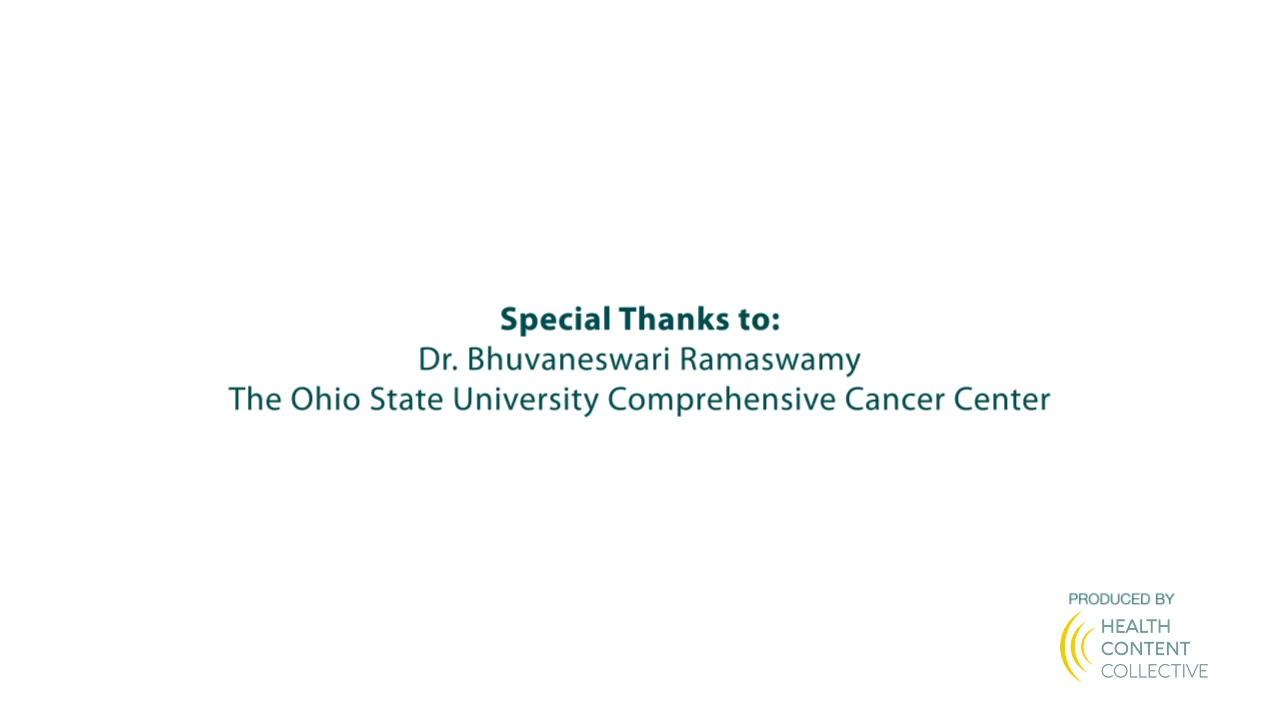 Special Thanks to:
Dr. Bhuvaneswari Ramaswamy
The Ohio State University Comprehensive Cancer Center
PRODUCED BY
HEALTH
CONTENT
COLLECTIVE